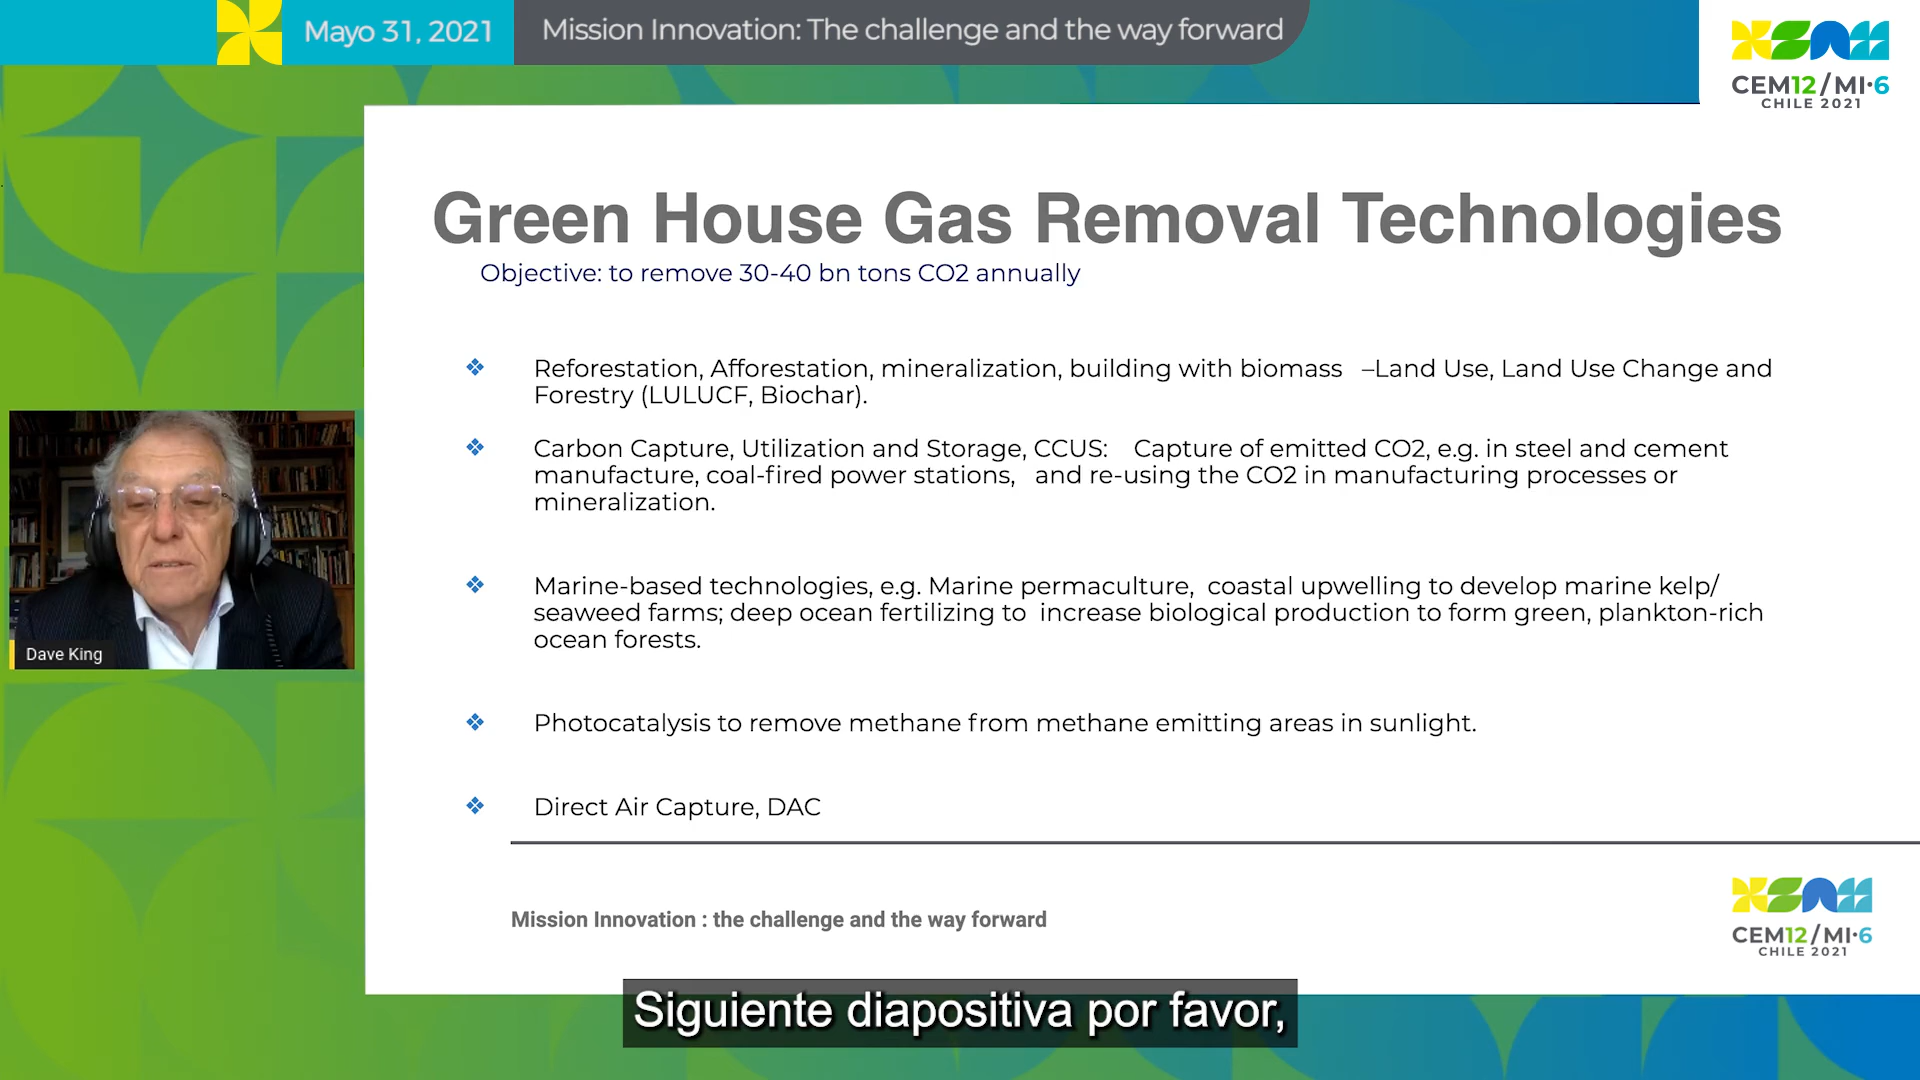 Mayo 31, 2021
Mission Innovation: The challenge and the way forward
CEM12/MI·6
CHILE 2021
Green House Gas Removal Technologies
Objective: to remove 30-40 bn tons CO2 annually
❖ Reforestation, Afforestation, mineralization, building with biomass –Land Use, Land Use Change and
Forestry (LULUCF, Biochar).
❖ Carbon Capture, Utilization and Storage, CCUS: Capture of emitted CO2, e.g. in steel and cement
manufacture, coal-fired power stations, and re-using the CO2 in manufacturing processes or
mineralization.
❖ Marine-based technologies, e.g. Marine permaculture, coastal upwelling to develop marine kelp/
seaweed farms; deep ocean fertilizing to increase biological production to form green, plankton-rich
ocean forests.
❖ Photocatalysis to remove methane from methane emitting areas in sunlight.
❖ Direct Air Capture, DAC
Dave King
Mission Innovation : the challenge and the way forward
CEM12/MI·6
CHILE 2021
Siguiente diapositiva por favor,